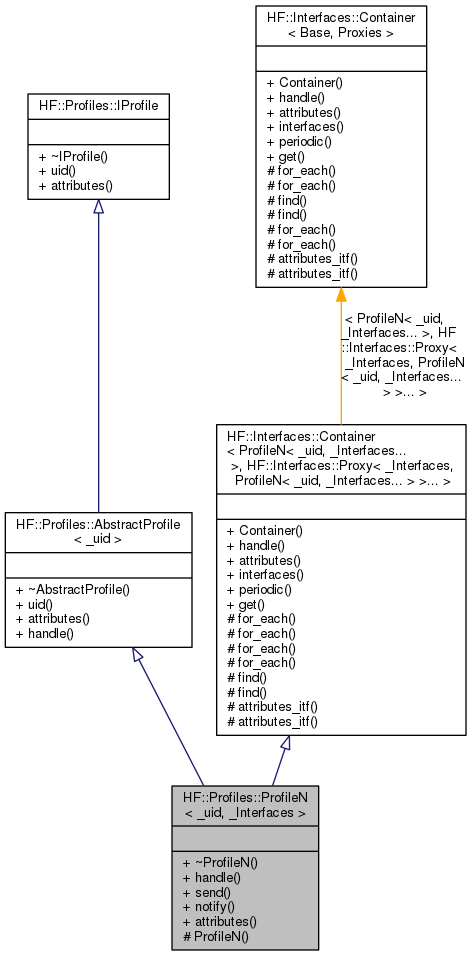 HF::Interfaces::Container
< Base, Proxies >
+ Container()
+ handle()
+ attributes()
+ interfaces()
+ periodic()
+ get()
# for_each()
# for_each()
# find()
# find()
# for_each()
# for_each()
# attributes_itf()
# attributes_itf()
HF::Profiles::IProfile
+ ~IProfile()
+ uid()
+ attributes()
< ProfileN< _uid,
_Interfaces... >, HF
::Interfaces::Proxy<
_Interfaces, ProfileN
< _uid, _Interfaces...
> >... >
HF::Interfaces::Container
< ProfileN< _uid, _Interfaces...
>, HF::Interfaces::Proxy< _Interfaces,
ProfileN< _uid, _Interfaces... > >... >
+ Container()
+ handle()
+ attributes()
+ interfaces()
+ periodic()
+ get()
# for_each()
# for_each()
# for_each()
# for_each()
# find()
# find()
# attributes_itf()
# attributes_itf()
HF::Profiles::AbstractProfile
< _uid >
+ ~AbstractProfile()
+ uid()
+ attributes()
+ handle()
HF::Profiles::ProfileN
< _uid, _Interfaces >
+ ~ProfileN()
+ handle()
+ send()
+ notify()
+ attributes()
# ProfileN()